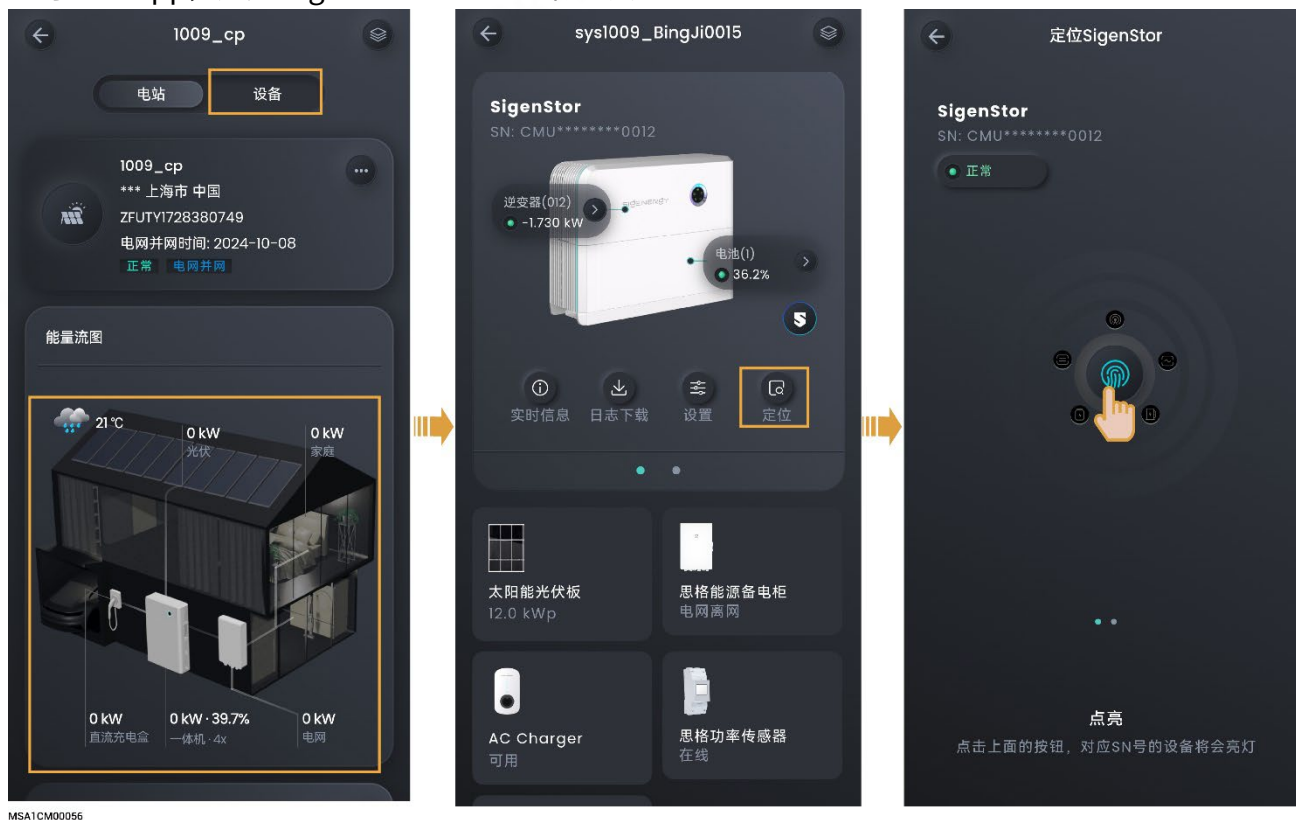 1009_cp
电站
设备
1009_cp
*** 上海市 中国
ZFUTY1728380749
电网并网时间: 2024-10-08
正常 电网并网
能量流图
21℃
0 kW
光伏
0 kW
家庭
0 kW
直流充电盒
0 kW · 39.7%
一体机 · 4x
0 kW
电网
sys1009_BingJi0015
SigenStor
SN: CMU********0012
SIGENERGY
逆变器(012)
-1.730 kW
电池(1)
36.2%
实时信息
日志下载
设置
定位
太阳能光伏板
12.0 kWp
思格能源备电柜
电网离网
AC Charger
可用
思格功率传感器
在线
定位SigenStor
SigenStor
SN: CMU********0012
正常
点亮
点击上面的按钮，对应SN号的设备将会亮灯
MSA1CM00056